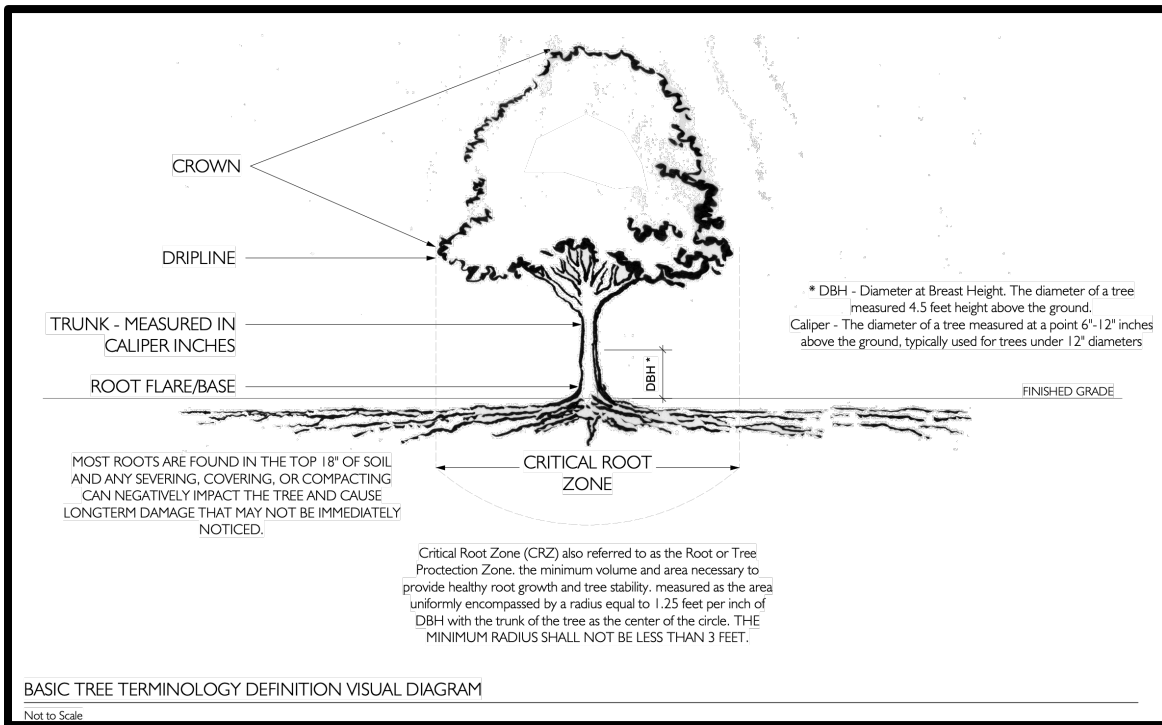 CROWN
DRIPLINE
TRUNK - MEASURED IN
CALIPER INCHES
ROOT FLARE/BASE
DBH *
* DBH - Diameter at Breast Height. The diameter of a tree
measured 4.5 feet height above the ground.
Caliper - The diameter of a tree measured at a point 6"-12" inches
above the ground, typically used for trees under 12" diameters
FINISHED GRADE
MOST ROOTS ARE FOUND IN THE TOP 18" OF SOIL
AND ANY SEVERING, COVERING, OR COMPACTING
CAN NEGATIVELY IMPACT THE TREE AND CAUSE
LONGTERM DAMAGE THAT MAY NOT BE IMMEDIATELY
NOTICED.
CRITICAL ROOT
ZONE
Critical Root Zone (CRZ) also referred to as the Root or Tree
Proctection Zone. the minimum volume and area necessary to
provide healthy root growth and tree stability. measured as the area
uniformly encompassed by a radius equal to 1.25 feet per inch of
DBH with the trunk of the tree as the center of the circle. THE
MINIMUM RADIUS SHALL NOT BE LESS THAN 3 FEET.
BASIC TREE TERMINOLOGY DEFINITION VISUAL DIAGRAM
Not to Scale